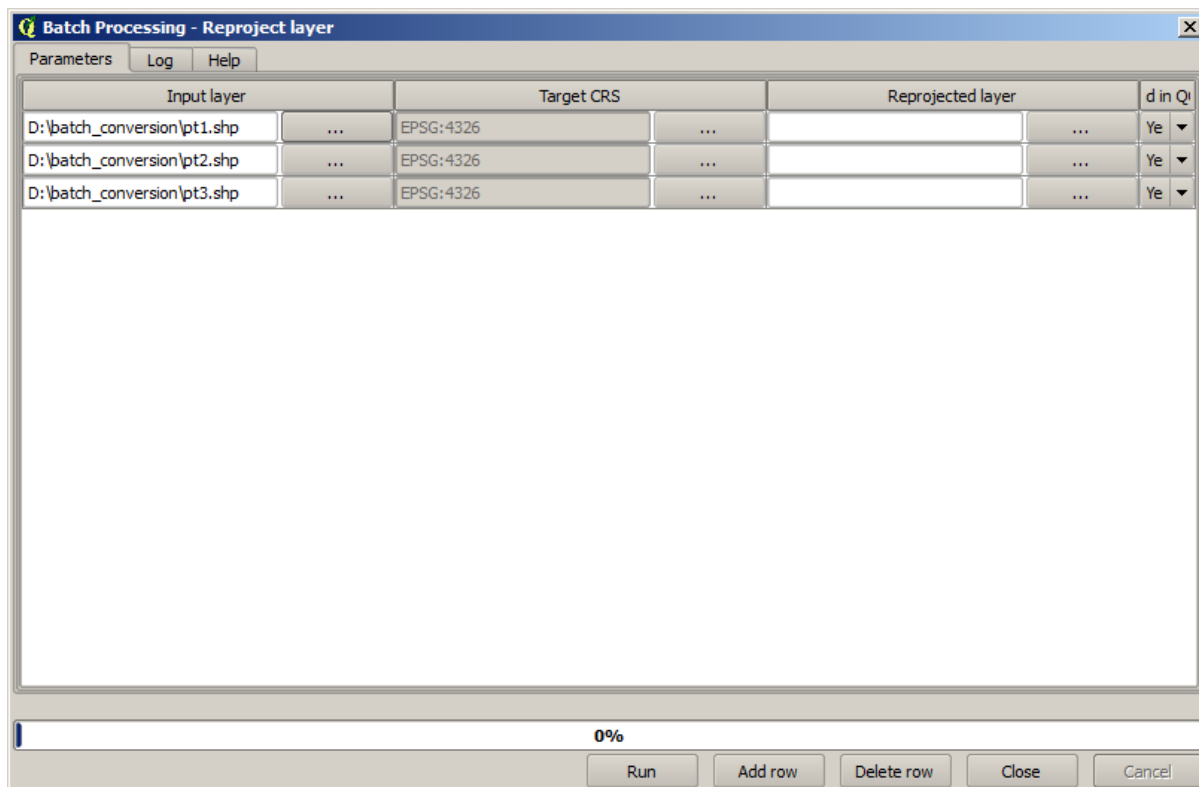 Batch Processing - Reproject layer
Parameters Log Help
Input layer Target CRS Reprojected layer d in Q
D:\batch_conversion\pt1.shp ... EPSG:4326 ... ... Ye
D:\batch_conversion\pt2.shp ... EPSG:4326 ... ... Ye
D:\batch_conversion\pt3.shp ... EPSG:4326 ... ... Ye
0%
Run Add row Delete row Close Cancel